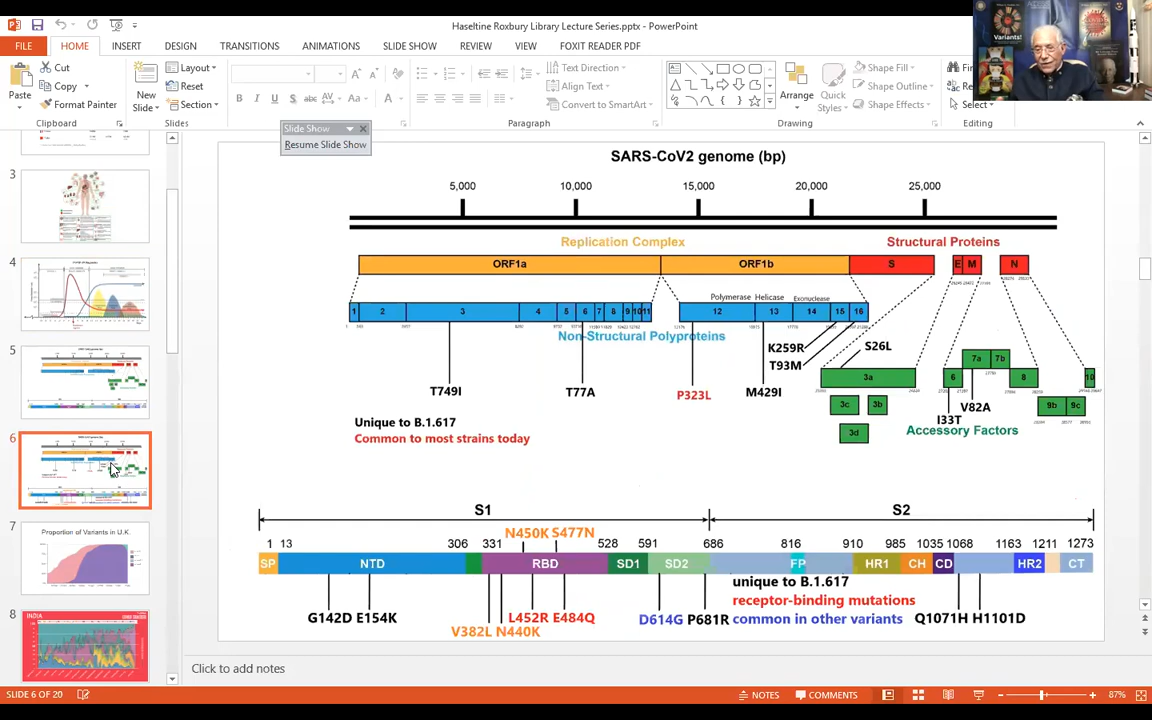 Haseltine Roxbury Library Lecture Series.pptx - PowerPoint
FILE HOME INSERT DESIGN TRANSITIONS ANIMATIONS SLIDE SHOW REVIEW VIEW FOXIT READER PDF
Variants!
Paste
Cut
Copy
Format Painter
Clipboard
New
Slide
Layout
Reset
Section
Slides
B I U S abc AV Aa A
Text Direction
Align Text
Convert to SmartArt
Paragraph
Arrange
Quick
Styles
Shape Fill
Shape Outline
Shape Effects
Drawing
Select
Editing
Slide Show
Resume Slide Show
3
4
5
6
7
Proportion of Variants in U.K.
8
INDIA
SARS-CoV2 genome (bp)
5,000 10,000 15,000 20,000 25,000
Replication Complex Structural Proteins
ORF1a ORF1b S E M N
Polymerase Helicase Exonuclease
1 2 3 4 5 6 7 8 9 10 11 12 13 14 15 16
Non-Structural Polyproteins
K259R S26L
T93M
3a 6 7a 7b 8 10
T749I T77A P323L M429I
3c 3b 9b 9c
V82A
I33T
Unique to B.1.617
Accessory Factors
3d
Common to most strains today
S1 S2
N450K S477N
1 13 306 331 528 591 686 816 910 985 1035 1068 1163 1211 1273
SP NTD RBD SD1 SD2 FP HR1 CH CD HR2 CT
unique to B.1.617
receptor-binding mutations
G142D E154K L452R E484Q D614G P681R common in other variants Q1071H H1101D
V382L N440K
Click to add notes
SLIDE 6 OF 20 NOTES COMMENTS 87%